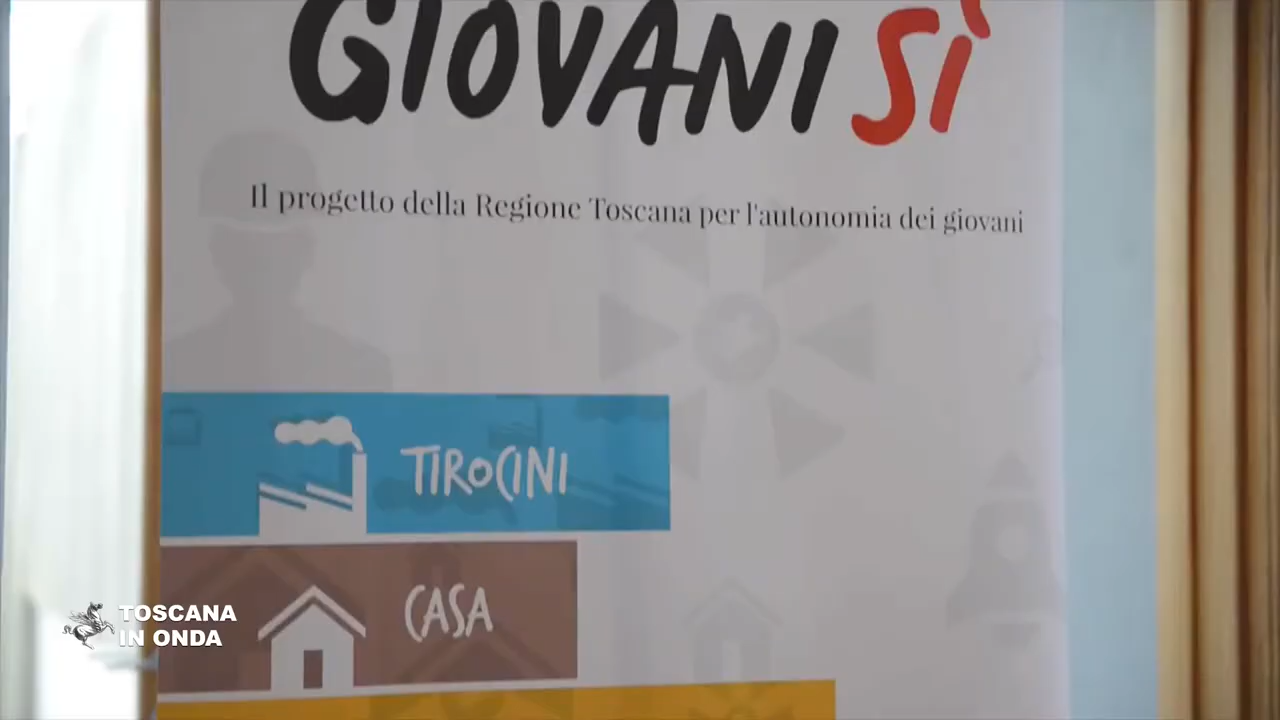 GIOVANI SÌ
Il progetto della Regione Toscana per l'autonomia dei giovani
TIROCINI
CASA
TOSCANA
IN ONDA